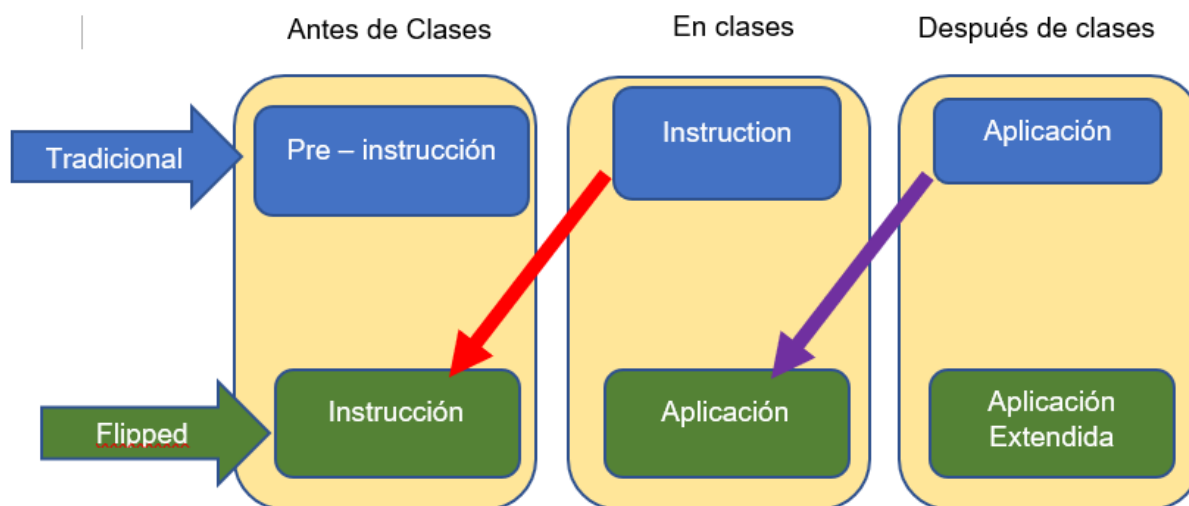 Antes de Clases
En clases
Después de clases
Tradicional
Pre – instrucción
Instruction
Aplicación
Flipped
Instrucción
Aplicación
Aplicación
Extendida